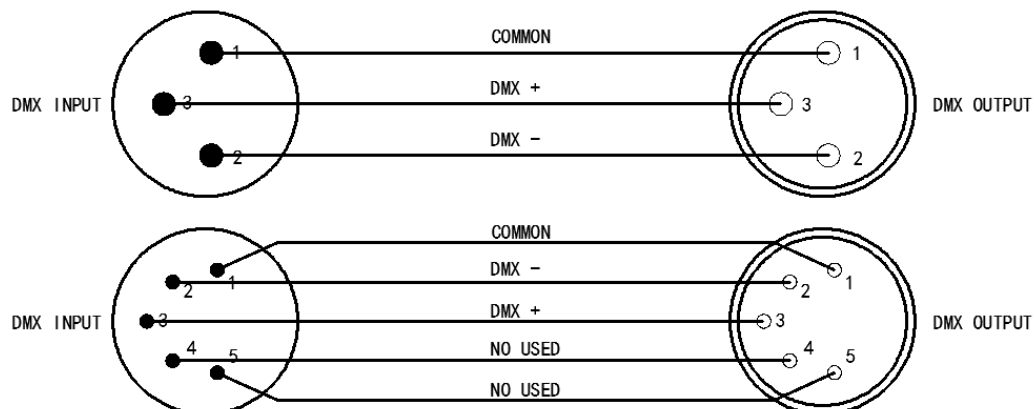 COMMON
1 1
DMX +
DMX INPUT 3 3 DMX OUTPUT
DMX -
2 2
COMMON
1 1
DMX -
2 2
DMX +
DMX INPUT 3 3 DMX OUTPUT
NO USED
4 5 4 5
NO USED